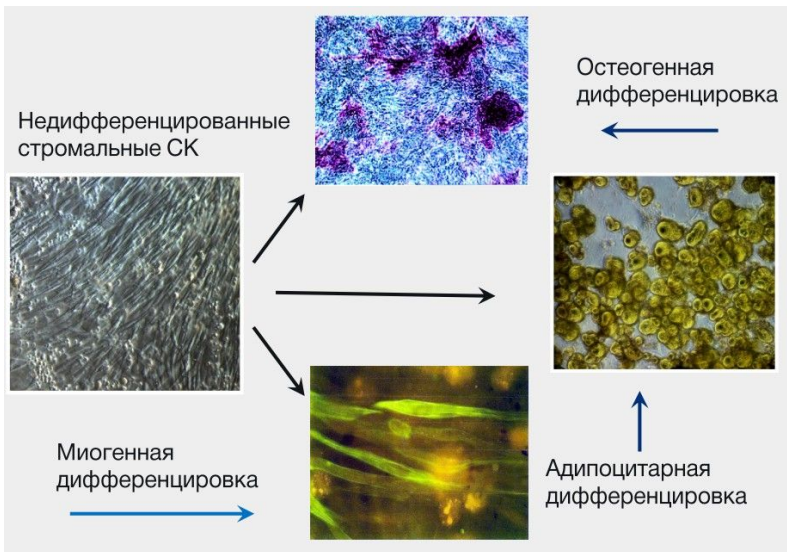 Остеогенная
дифференцировка
Недифференцированные
стромальные СК
Миогенная
дифференцировка
Адипоцитарная
дифференцировка